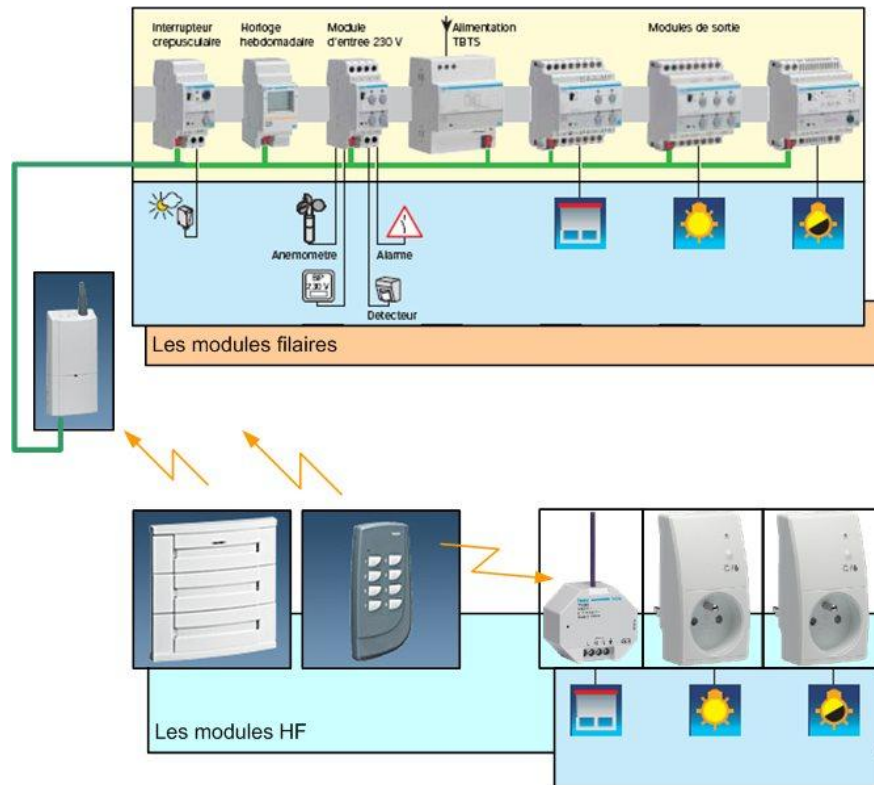 Interrupteur
crepusculaire
Horloge
hebdomadaire
Module
d'entree 230 V
Alimentation
TBTS
Modules de sortie
Anemometre
Alarme
BP
230 V
Detecteur
Les modules filaires
Les modules HF